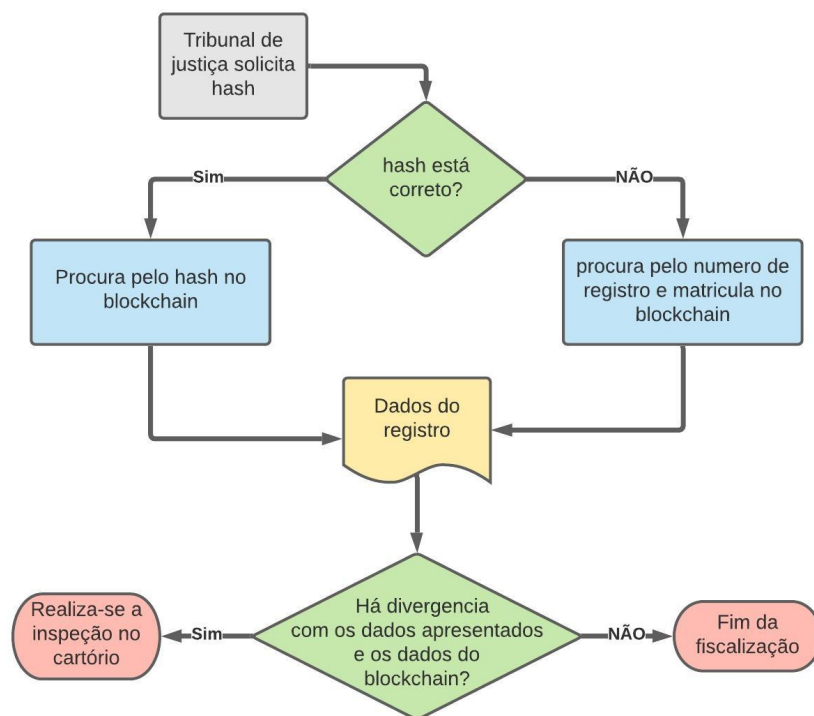 Tribunal de
justiça solicita
hash
hash está
correto?
Sim
NÃO
Procura pelo hash no
blockchain
procura pelo numero de
registro e matricula no
blockchain
Dados do
registro
Há divergencia
com os dados apresentados
e os dados do
blockchain?
Sim
NÃO
Realiza-se a
inspeção no
cartório
Fim da
fiscalização